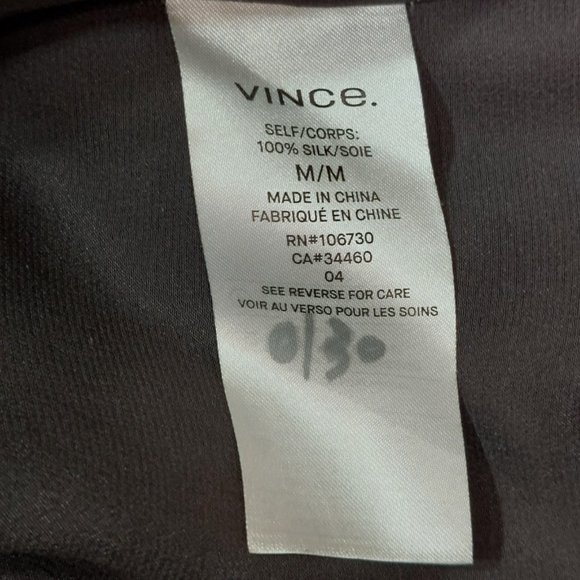 VINCe.
SELF/CORPS:
100% SILK/SOIE
M/M
MADE IN CHINA
FABRIQUÉ EN CHINE
RN#106730
CA#34460
04
SEE REVERSE FOR CARE
VOIR AU VERSO POUR LES SOINS
0130